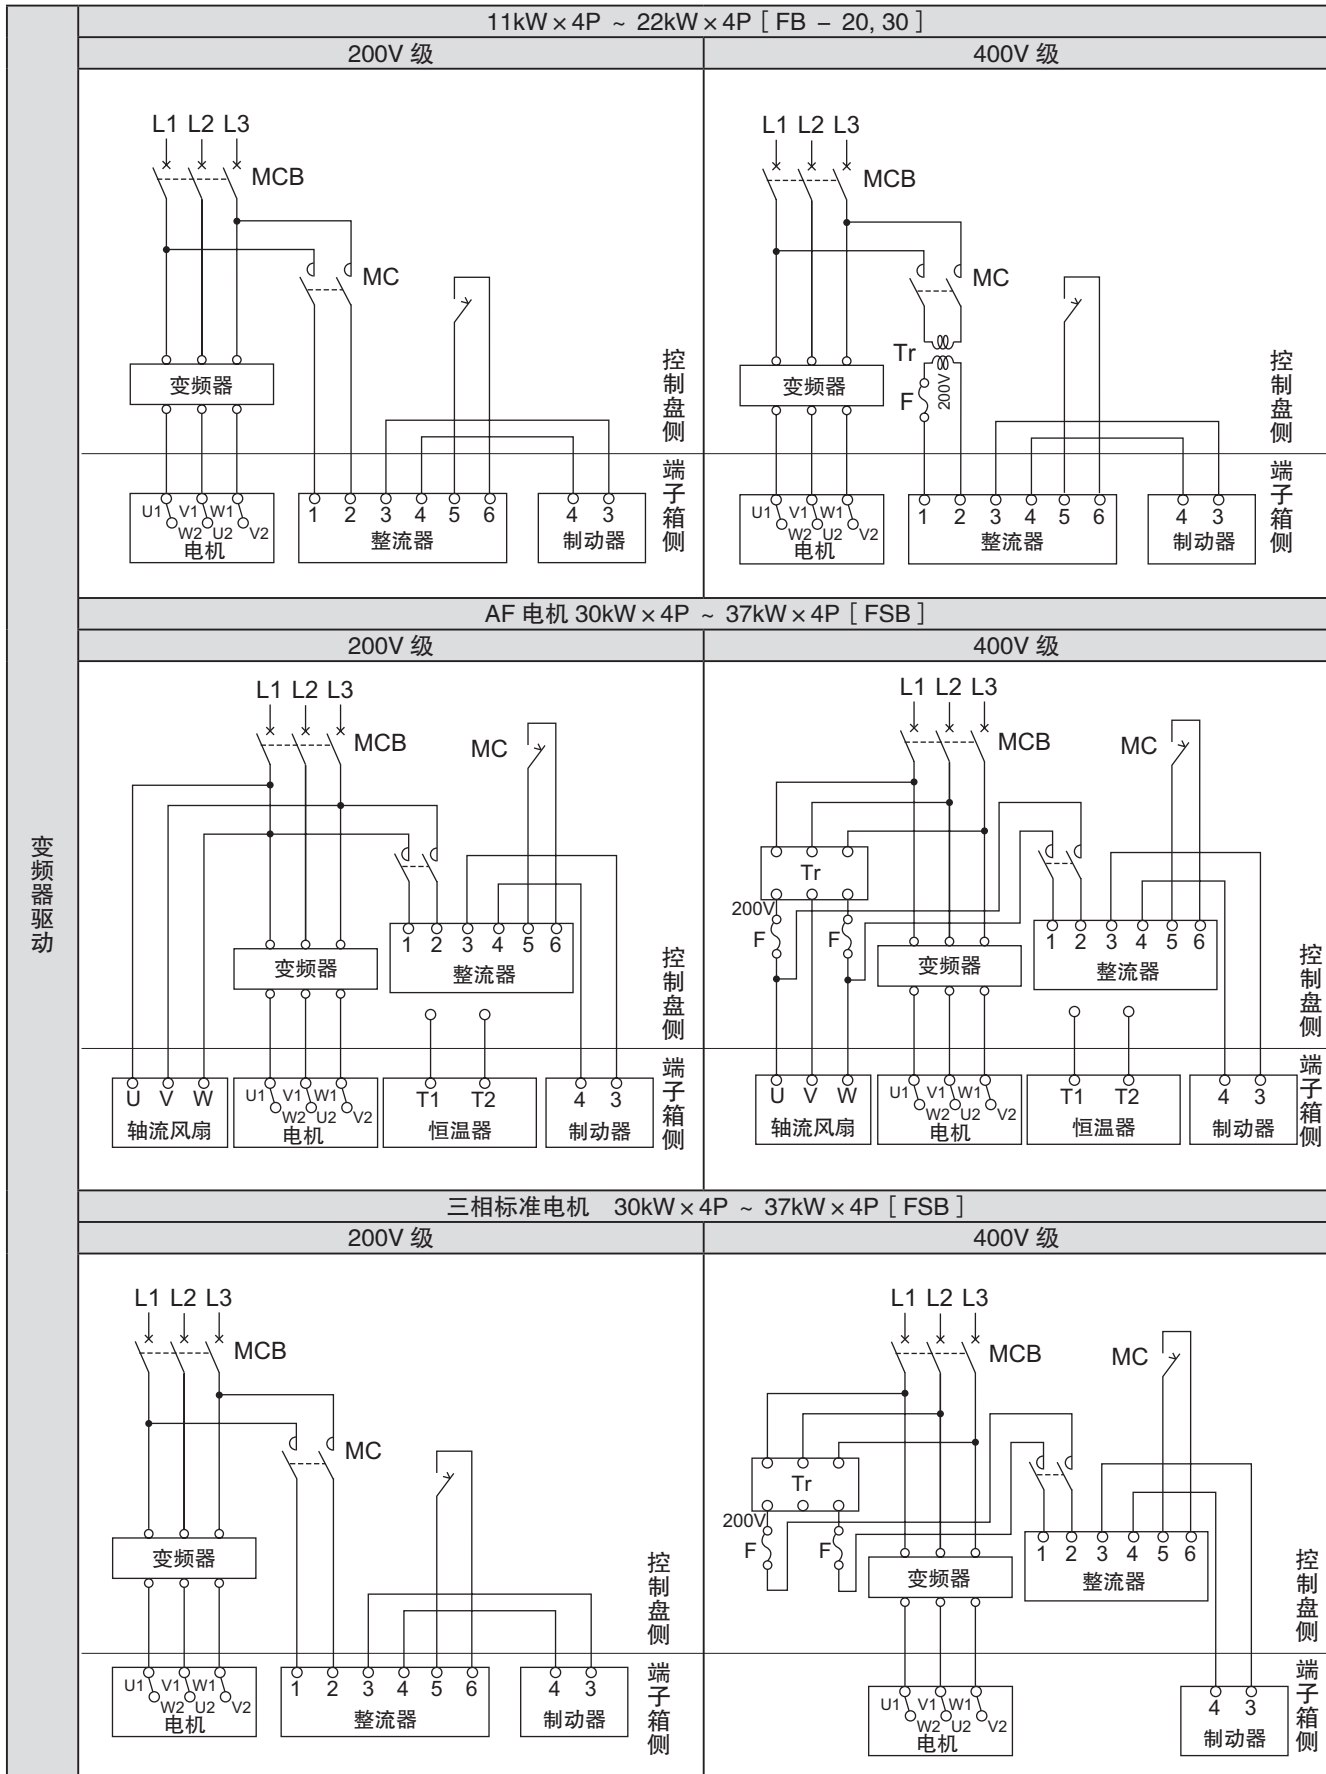 变频器驱动
11kW × 4P ~ 22kW × 4P [ FB – 20, 30 ]
200V 级
400V 级
L1 L2 L3
MCB
MC
变频器
控制盘侧
端子箱侧
U1 V1 W1
W2 U2 V2
电机
1 2 3 4 5 6
整流器
4 3
制动器
L1 L2 L3
MCB
MC
Tr
F
200V
变频器
控制盘侧
端子箱侧
U1 V1 W1
W2 U2 V2
电机
1 2 3 4 5 6
整流器
4 3
制动器
AF 电机 30kW × 4P ~ 37kW × 4P [ FSB ]
200V 级
400V 级
L1 L2 L3
MCB
MC
1 2 3 4 5 6
整流器
变频器
控制盘侧
端子箱侧
U V W
轴流风扇
U1 V1 W1
W2 U2 V2
电机
T1 T2
恒温器
4 3
制动器
L1 L2 L3
MCB
MC
Tr
200V
F F
1 2 3 4 5 6
整流器
变频器
控制盘侧
端子箱侧
U V W
轴流风扇
U1 V1 W1
W2 U2 V2
电机
T1 T2
恒温器
4 3
制动器
三相标准电机 30kW × 4P ~ 37kW × 4P [ FSB ]
200V 级
400V 级
L1 L2 L3
MCB
MC
变频器
控制盘侧
端子箱侧
U1 V1 W1
W2 U2 V2
电机
1 2 3 4 5 6
整流器
4 3
制动器
L1 L2 L3
MCB
MC
Tr
200V
F F
1 2 3 4 5 6
整流器
变频器
控制盘侧
端子箱侧
U1 V1 W1
W2 U2 V2
电机
4 3
制动器